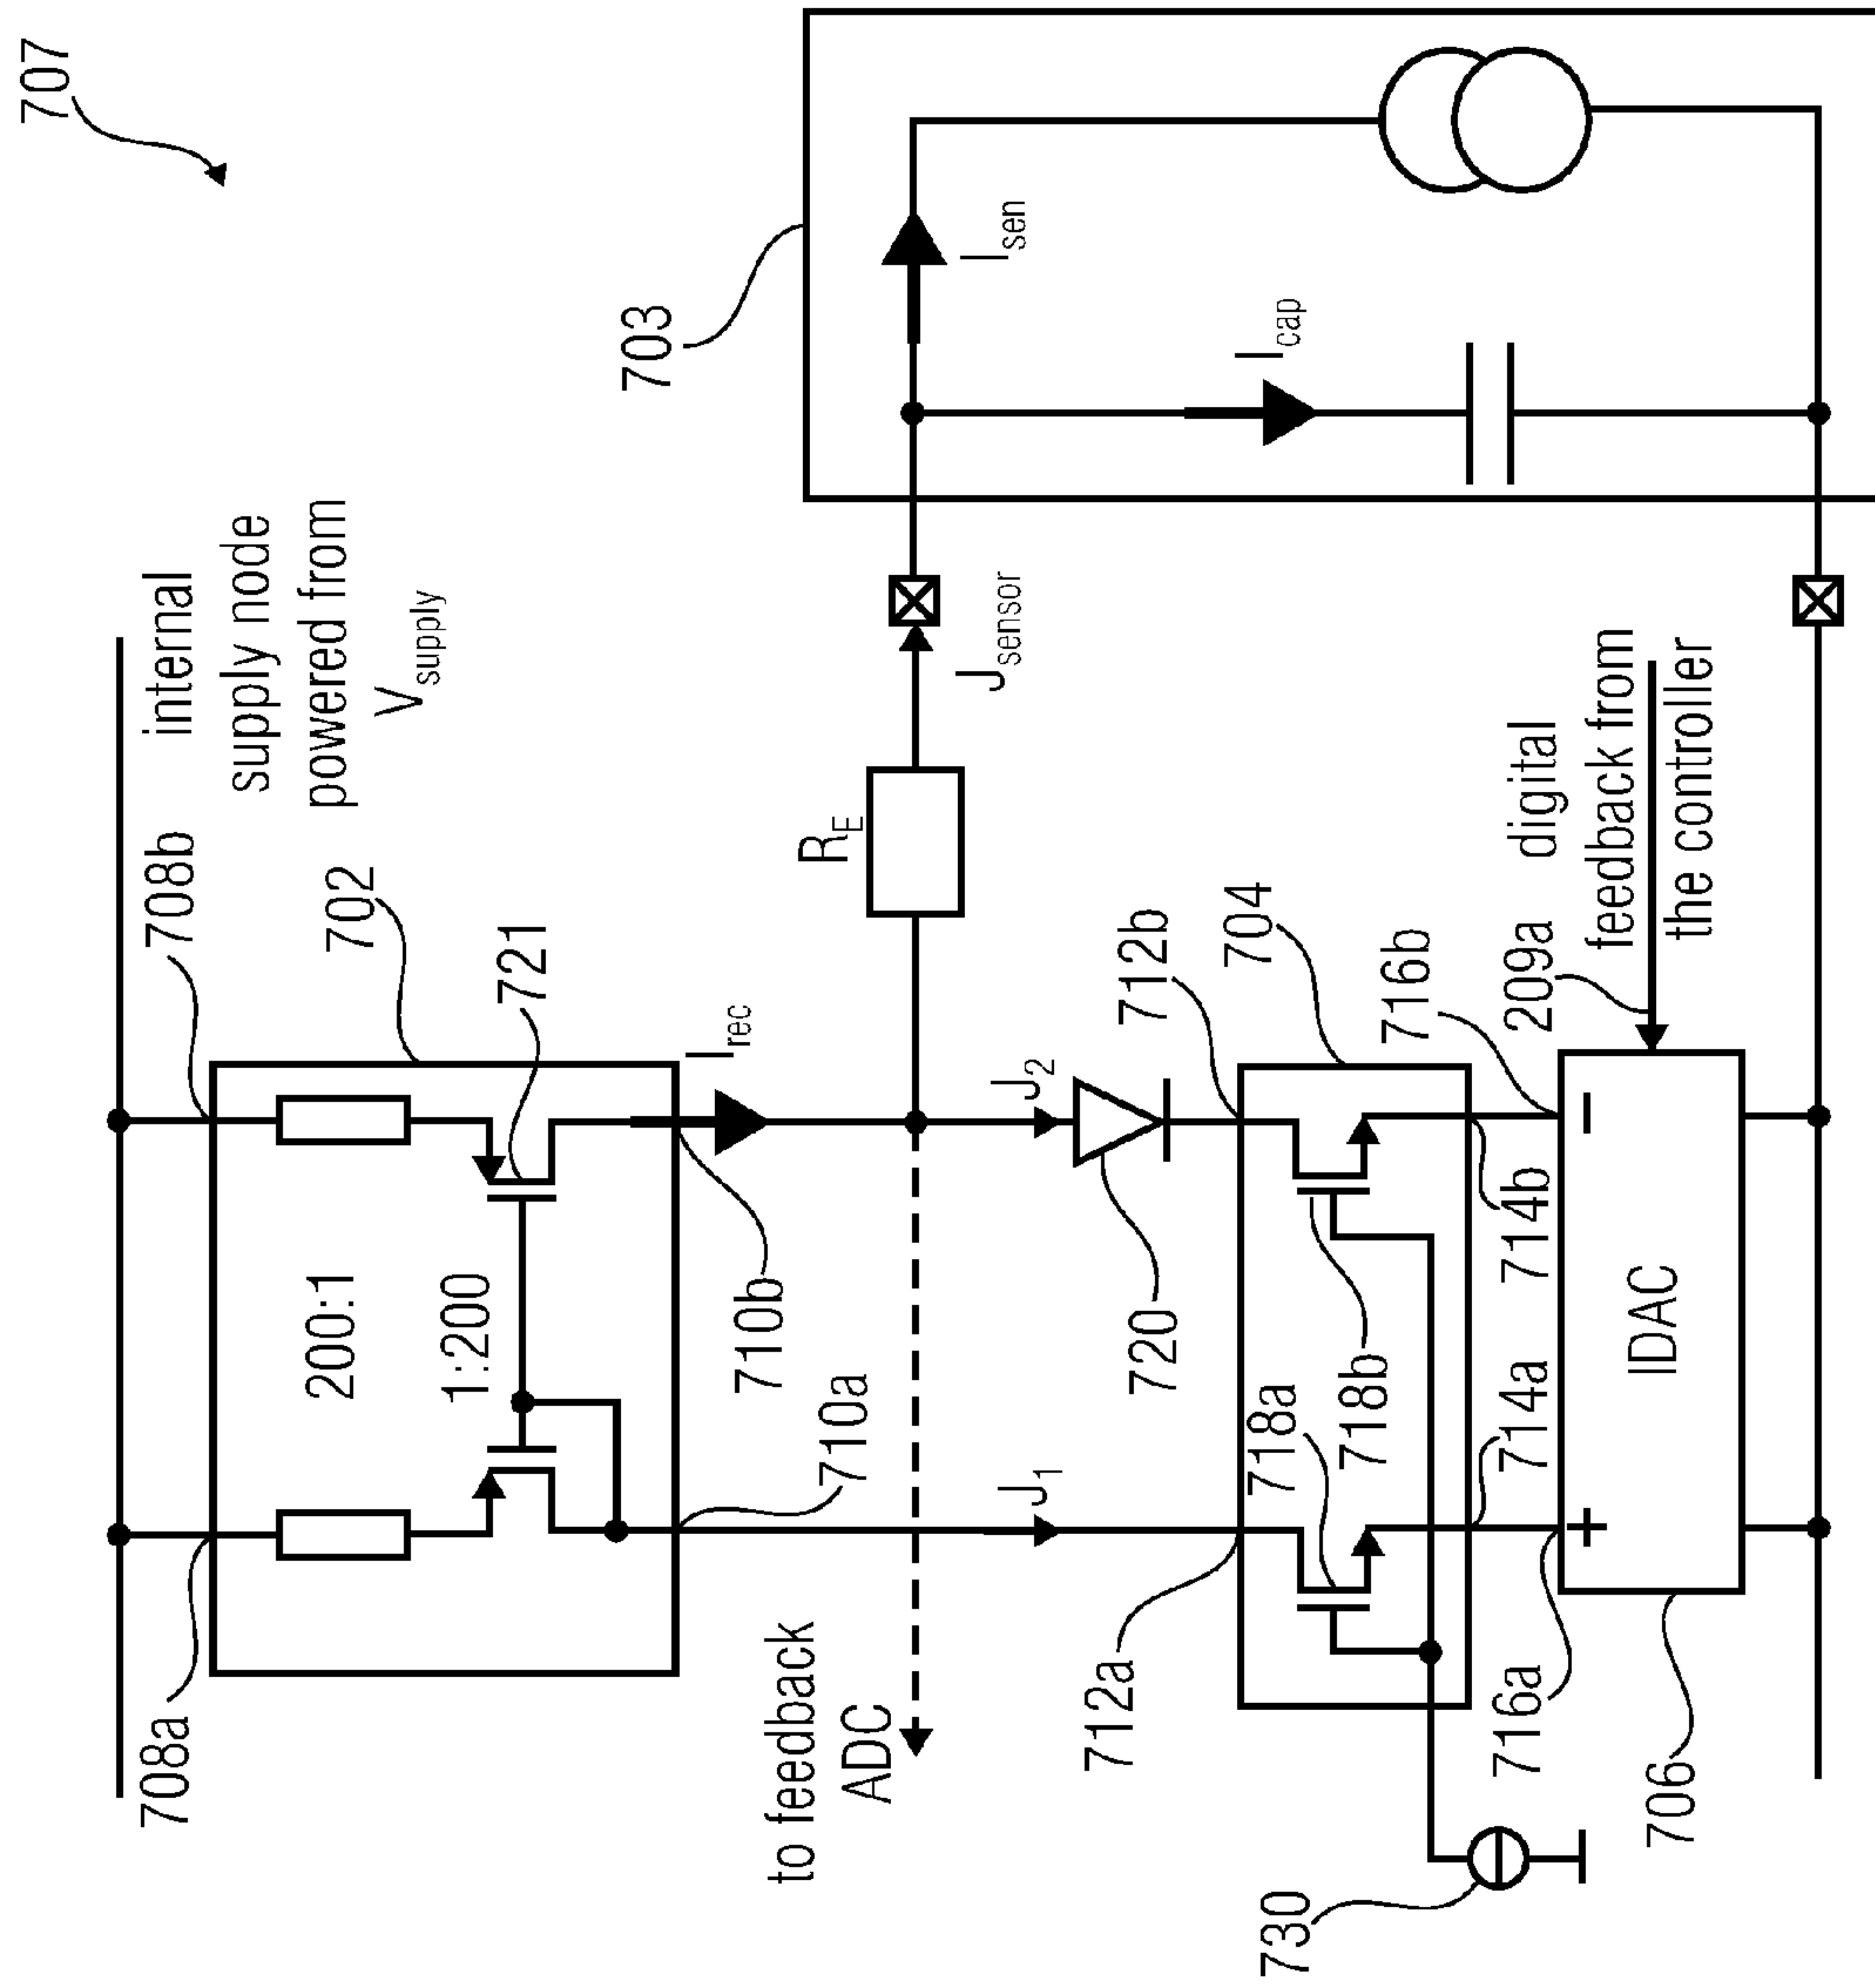 707
internal
supply node
powered from
Vsupply
708a
708b
702
200:1
1:200
721
710a
710b
Irec
to feedback
ADC
RE
Jsensor
703
Isen
Icap
J1
J2
720
712a
712b
704
718a
718b
714a
714b
716a
716b
730
706
+
−
IDAC
209a
digital
feedback from
the controller